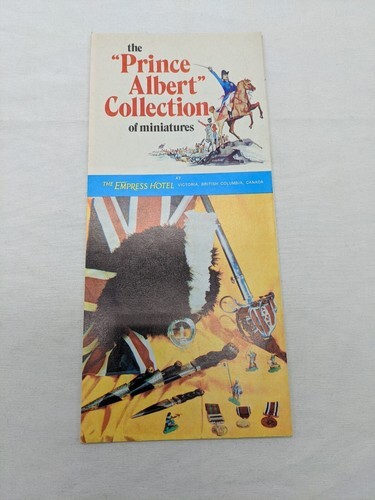 the
"Prince
Albert"
Collection
of miniatures
AT
THE EMPRESS HOTEL VICTORIA, BRITISH COLUMBIA, CANADA